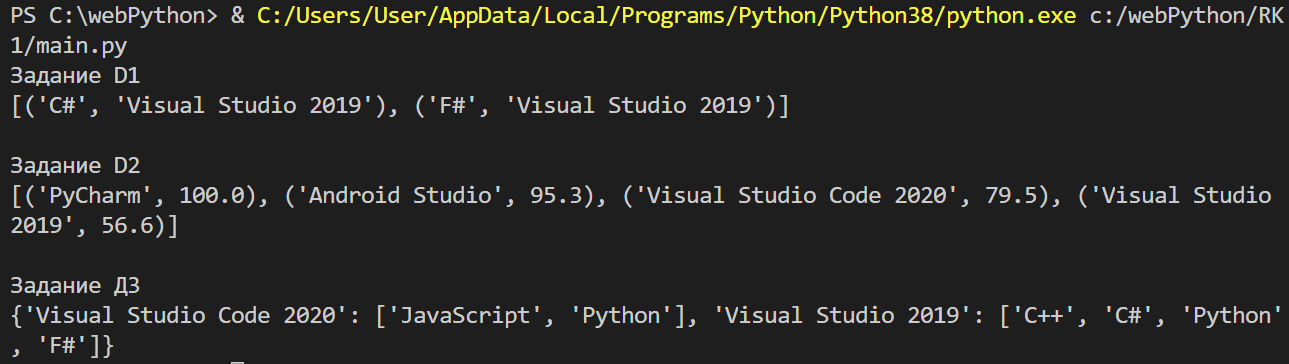 PS C:\webPython> & C:/Users/User/AppData/Local/Programs/Python/Python38/python.exe c:/webPython/RK
1/main.py
Задание D1
[('C#', 'Visual Studio 2019'), ('F#', 'Visual Studio 2019')]
Задание D2
[('PyCharm', 100.0), ('Android Studio', 95.3), ('Visual Studio Code 2020', 79.5), ('Visual Studio
2019', 56.6)]
Задание Д3
{'Visual Studio Code 2020': ['JavaScript', 'Python'], 'Visual Studio 2019': ['C++', 'C#', 'Python'
, 'F#']}